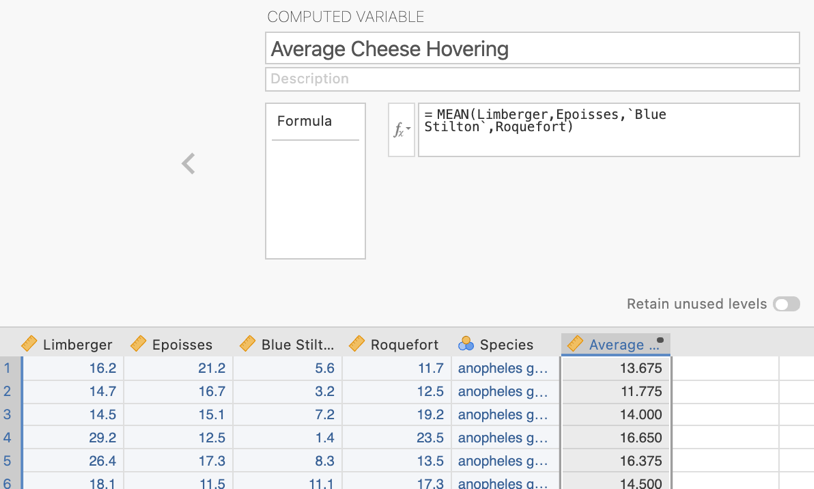 COMPUTED VARIABLE
Average Cheese Hovering
Description
Formula
fx
= MEAN(Limberger,Epoisses,`Blue
Stilton`,Roquefort)
Retain unused levels
Limberger Epoisses Blue Stilt... Roquefort Species Average ...
1 16.2 21.2 5.6 11.7 anopheles g... 13.675
2 14.7 16.7 3.2 12.5 anopheles g... 11.775
3 14.5 15.1 7.2 19.2 anopheles g... 14.000
4 29.2 12.5 1.4 23.5 anopheles g... 16.650
5 26.4 17.3 8.3 13.5 anopheles g... 16.375
6 18.1 11.5 11.1 17.3 anopheles g... 14.500